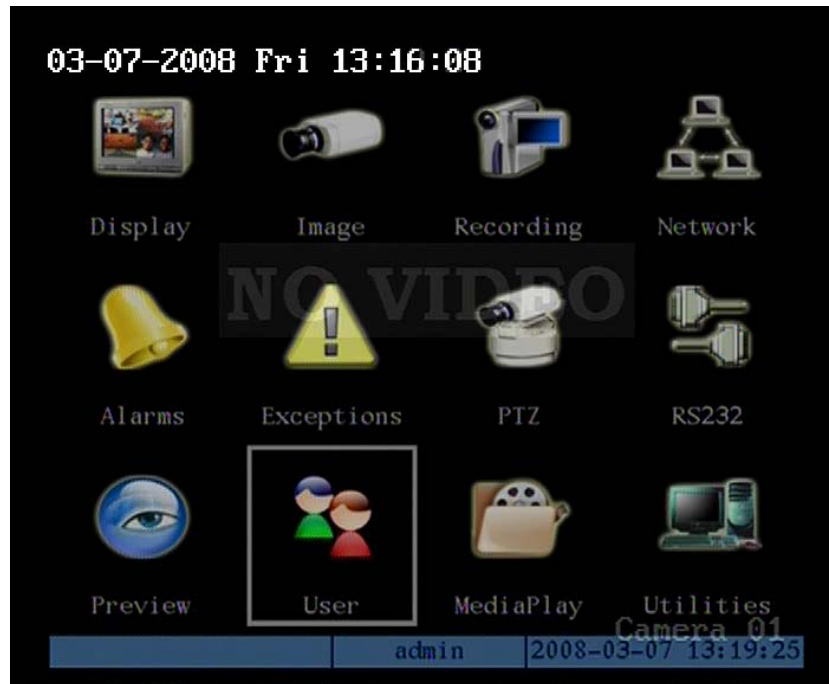 03-07-2008 Fri 13:16:08
Display Image Recording Network
NO VIDEO
Alarms Exceptions PTZ RS232
Preview User MediaPlay Utilities
Camera 01
admin 2008-03-07 13:19:25